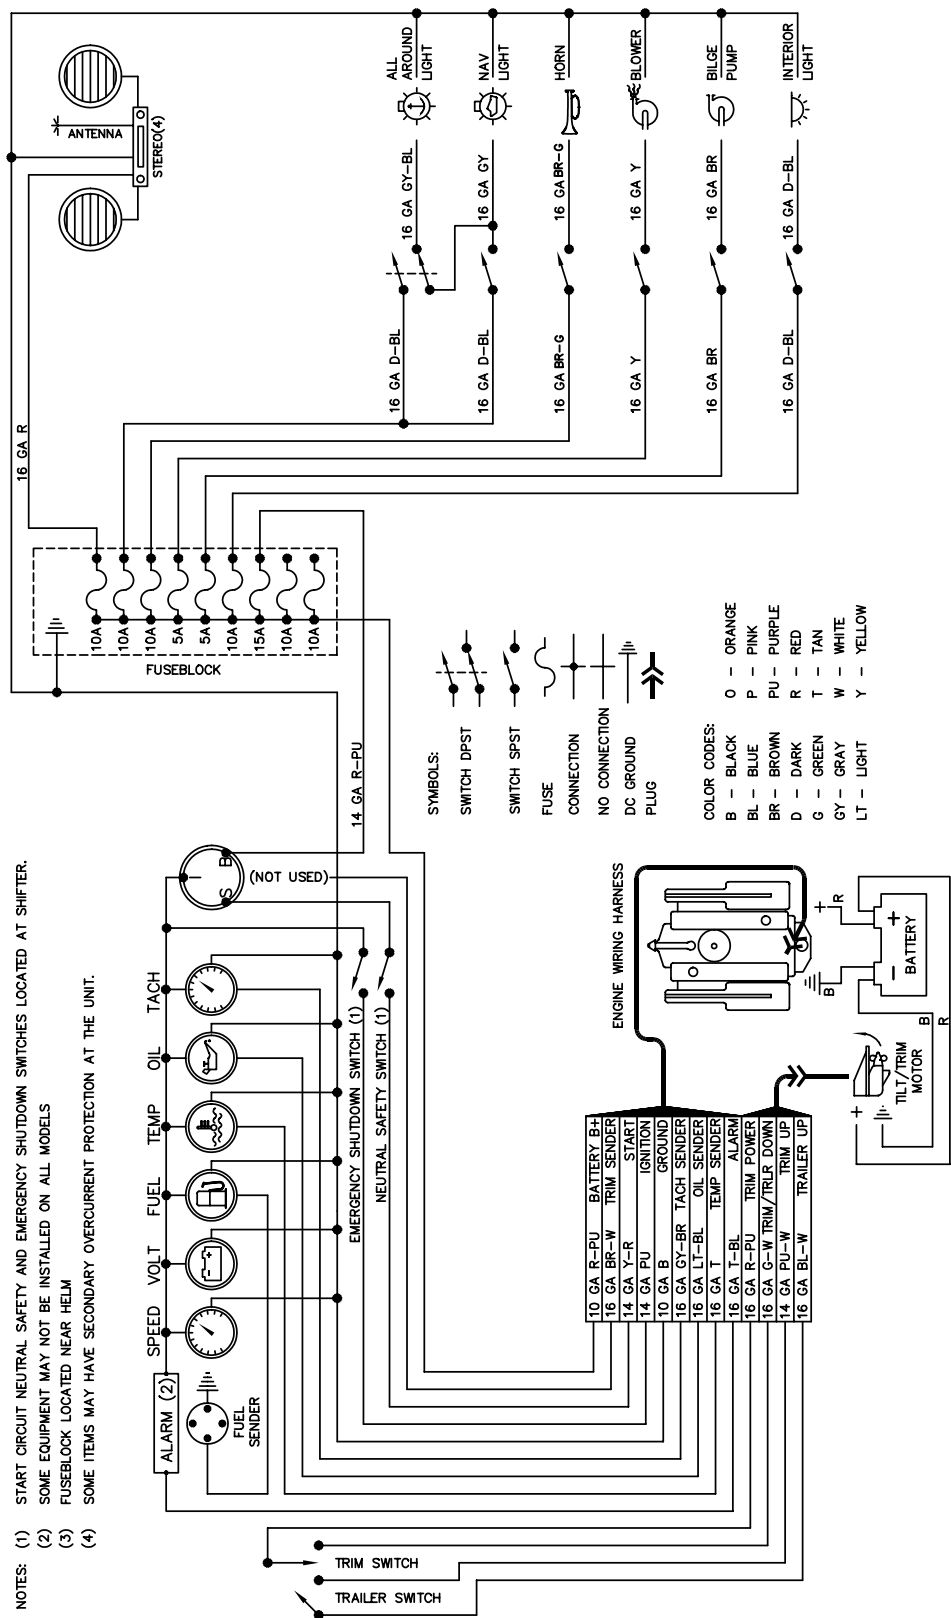 NOTES: (1) START CIRCUIT NEUTRAL SAFETY AND EMERGENCY SHUTDOWN SWITCHES LOCATED AT SHIFTER.
(2) SOME EQUIPMENT MAY NOT BE INSTALLED ON ALL MODELS
(3) FUSEBLOCK LOCATED NEAR HELM
(4) SOME ITEMS MAY HAVE SECONDARY OVERCURRENT PROTECTION AT THE UNIT.
ANTENNA
STEREO(4)
16 GA R
ALL
AROUND
LIGHT
NAV
LIGHT
HORN
BLOWER
BILGE
PUMP
INTERIOR
LIGHT
16 GA GY-BL
16 GA GY
16 GA BR-G
16 GA Y
16 GA BR
16 GA D-BL
16 GA D-BL
16 GA D-BL
16 GA BR-G
16 GA Y
16 GA BR
16 GA D-BL
10A
10A
10A
5A
5A
10A
15A
10A
10A
FUSEBLOCK
14 GA R-PU
SYMBOLS:
SWITCH DPST
SWITCH SPST
FUSE
CONNECTION
NO CONNECTION
DC GROUND
PLUG
COLOR CODES:
B - BLACK O - ORANGE
BL - BLUE P - PINK
BR - BROWN PU - PURPLE
D - DARK R - RED
G - GREEN T - TAN
GY - GRAY W - WHITE
LT - LIGHT Y - YELLOW
ALARM (2)
SPEED
VOLT
FUEL
TEMP
OIL
TACH
I
S
B
(NOT USED)
FUEL
SENDER
EMERGENCY SHUTDOWN SWITCH (1)
NEUTRAL SAFETY SWITCH (1)
10 GA R-PU BATTERY B+
16 GA BR-W TRIM SENDER
14 GA Y-R START
14 GA PU IGNITION
10 GA B GROUND
16 GA GY-BR TACH SENDER
16 GA LT-BL OIL SENDER
16 GA T TEMP SENDER
16 GA T-BL ALARM
16 GA R-PU TRIM POWER
16 GA G-W TRIM/TRLR DOWN
14 GA PU-W TRIM UP
16 GA BL-W TRAILER UP
ENGINE WIRING HARNESS
TILT/TRIM
MOTOR
+
B
R
+
- +
BATTERY
B
R
TRIM SWITCH
TRAILER SWITCH